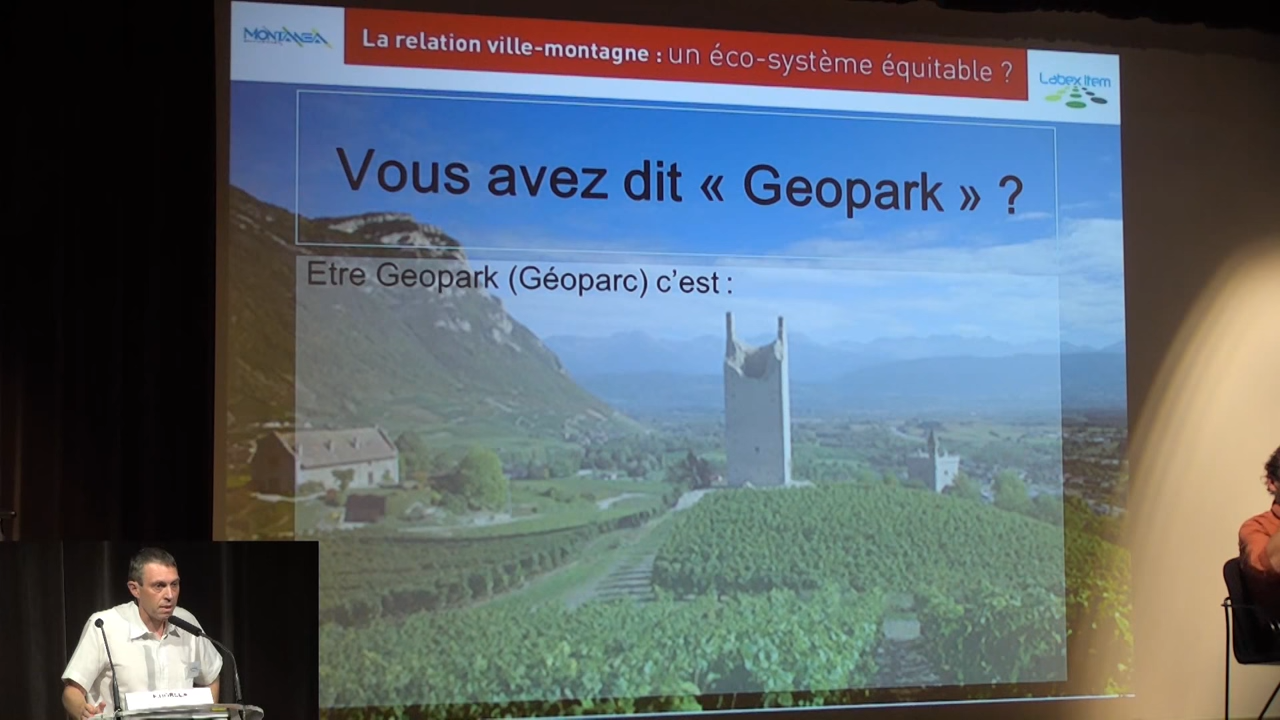 MONTANEA
La relation ville-montagne : un éco-système équitable ?
Labex Item
Vous avez dit « Geopark » ?
Etre Geopark (Géoparc) c'est :